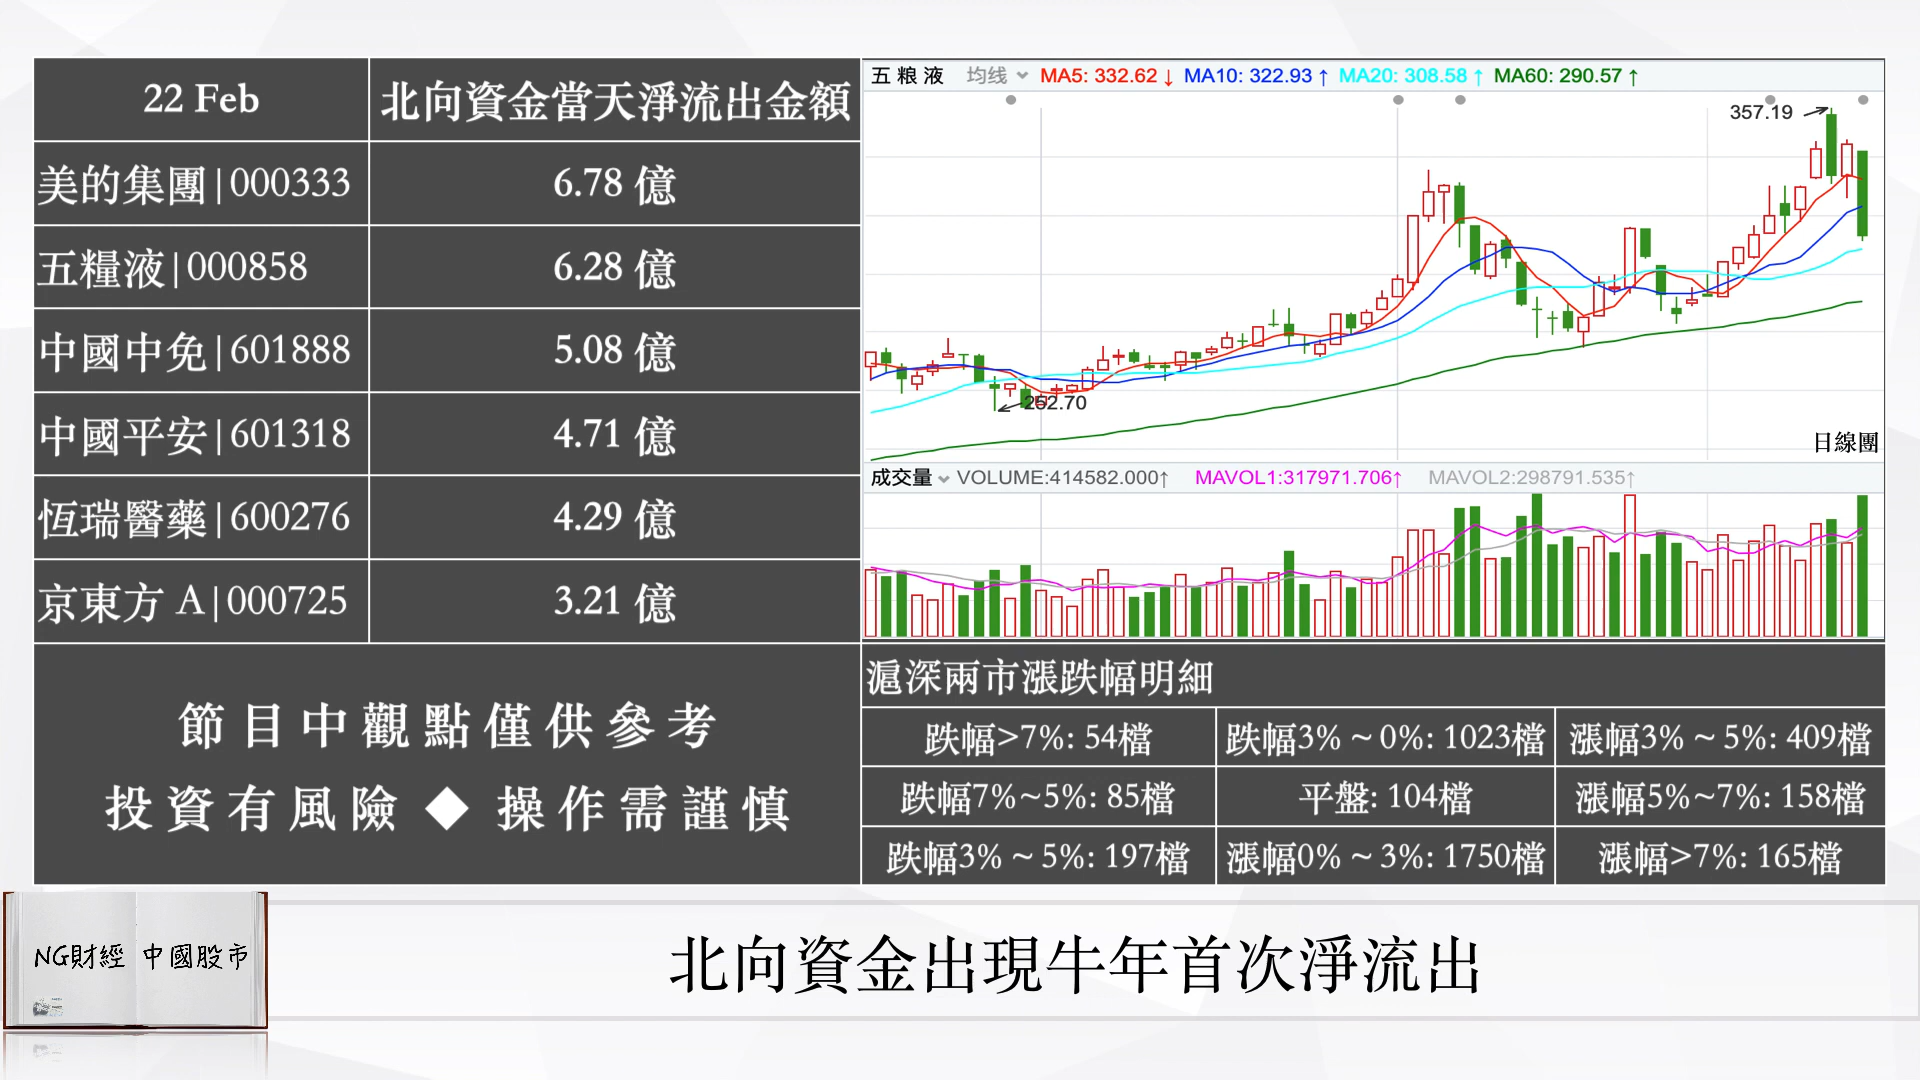 22 Feb
北向資金當天淨流出金額
美的集團|000333
6.78 億
五糧液|000858
6.28 億
中國中免|601888
5.08 億
中國平安|601318
4.71 億
恆瑞醫藥|600276
4.29 億
京東方 A|000725
3.21 億
節目中觀點僅供參考
投資有風險 ◆ 操作需謹慎
五粮液 均线 MA5: 332.62↓ MA10: 322.93↑ MA20: 308.58↑ MA60: 290.57↑
357.19
252.70
日線圖
成交量 VOLUME:414582.000↑ MAVOL1:317971.706↑ MAVOL2:298791.535↑
滬深兩市漲跌幅明細
跌幅>7%: 54檔
跌幅3% ~ 0%: 1023檔
漲幅3% ~ 5%: 409檔
跌幅7%~5%: 85檔
平盤: 104檔
漲幅5%~7%: 158檔
跌幅3% ~ 5%: 197檔
漲幅0% ~ 3%: 1750檔
漲幅>7%: 165檔
NG財經 中國股市
北向資金出現牛年首次淨流出